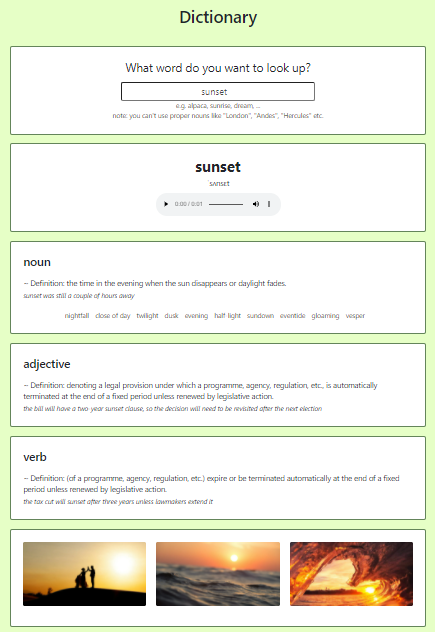 Dictionary
What word do you want to look up?
sunset
e.g. alpaca, sunrise, dream, ...
note: you can't use proper nouns like "London", "Andes", "Hercules" etc.
sunset
ˈsʌnsɛt
0:00 / 0:01
noun
~ Definition: the time in the evening when the sun disappears or daylight fades.
sunset was still a couple of hours away
nightfall close of day twilight dusk evening half-light sundown eventide gloaming vesper
adjective
~ Definition: denoting a legal provision under which a programme, agency, regulation, etc., is automatically
terminated at the end of a fixed period unless renewed by legislative action.
the bill will have a two-year sunset clause, so the decision will need to be revisited after the next election
verb
~ Definition: (of a programme, agency, regulation, etc.) expire or be terminated automatically at the end of a fixed
period unless renewed by legislative action.
the tax cut will sunset after three years unless lawmakers extend it